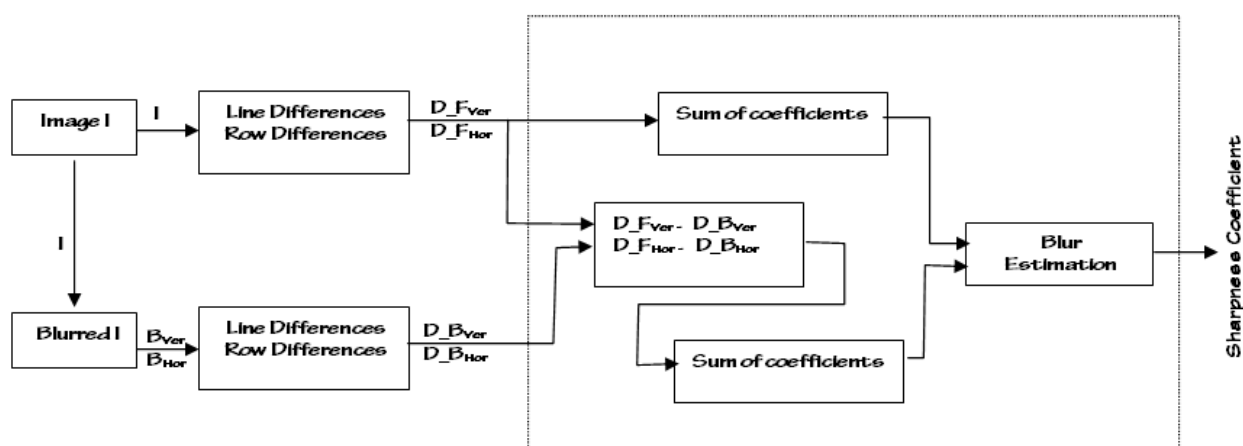 Image I
I
Line Differences
Row Differences
D_FVer
D_FHor
Sum of coefficients
D_FVer - D_BVer
D_FHor - D_BHor
Blur
Estimation
Sharpness Coefficient
I
Blurred I
BVer
BHor
Line Differences
Row Differences
D_BVer
D_BHor
Sum of coefficients